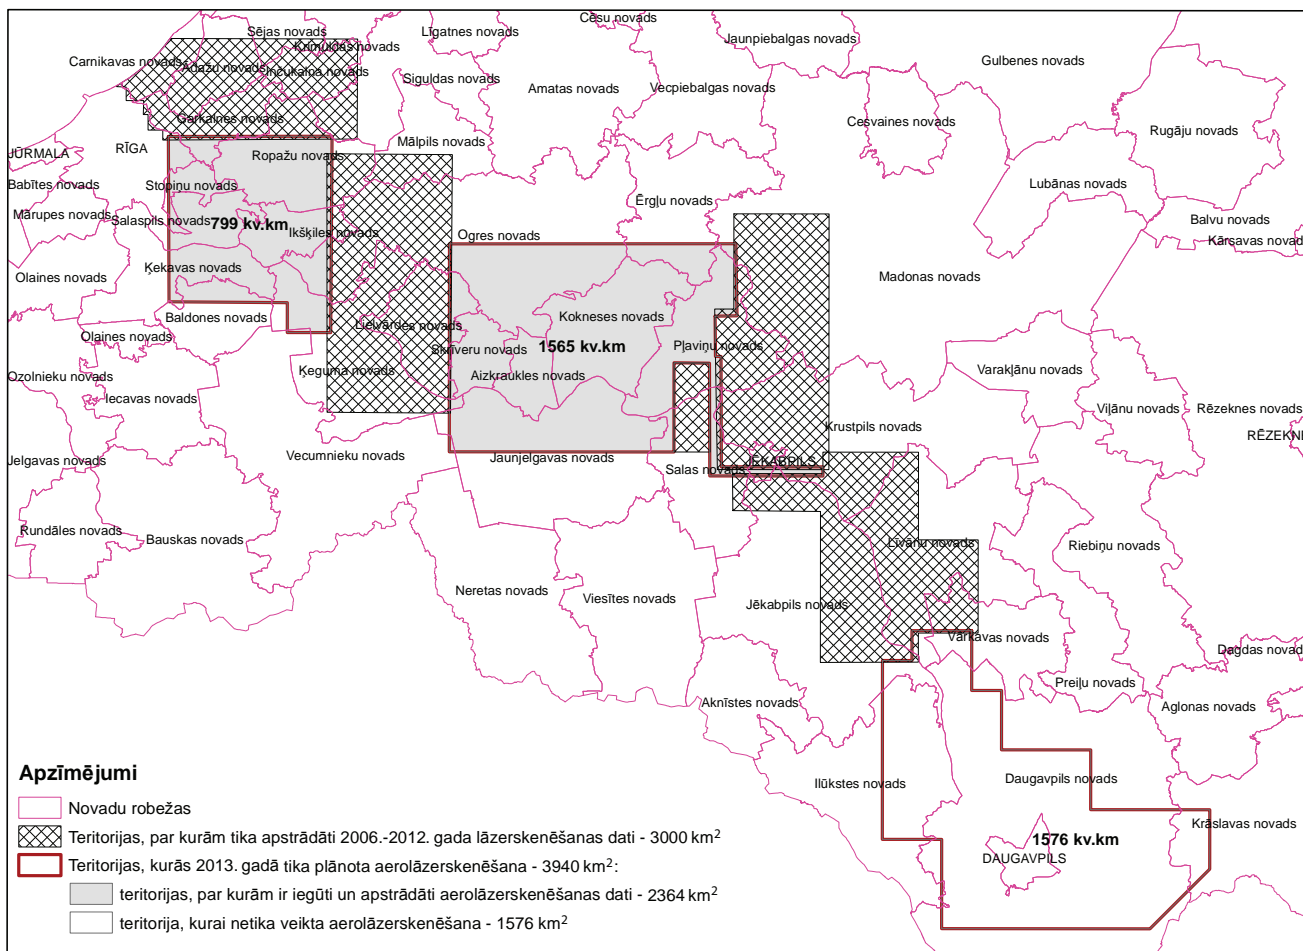 Sējas novads
Līgatnes novads
Cēsu novads
Jaunpiebalgas novads
Krimuldas novads
Carnikavas novads
Ādažu novads
Inčukalna novads
Siguldas novads
Amatas novads
Vecpiebalgas novads
Gulbenes novads
Garkalnes novads
Cesvaines novads
Rugāju novads
Mālpils novads
RĪGA
Ropažu novads
JŪRMALA
Babītes novads
Stopiņu novads
Lubānas novads
Ērgļu novads
Mārupes novads
Salaspils novads
799 kv.km
Ikšķiles novads
Ogres novads
Balvu novads
Kārsavas novads
Olaines novads
Ķekavas novads
Madonas novads
Baldones novads
Lielvārdes novads
Kokneses novads
Olaines novads
Skrīveru novads
1565 kv.km
Pļaviņu novads
Ozolnieku novads
Ķeguma novads
Aizkraukles novads
Varakļānu novads
Iecavas novads
Viļānu novads
Rēzeknes novads
Krustpils novads
RĒZEKNE
Jelgavas novads
Vecumnieku novads
Jaunjelgavas novads
Salas novads
JĒKABPILS
Rundāles novads
Bauskas novads
Līvānu novads
Riebiņu novads
Neretas novads
Viesītes novads
Jēkabpils novads
Vārkavas novads
Dagdas novads
Preiļu novads
Aknīstes novads
Aglonas novads
Ilūkstes novads
Daugavpils novads
Krāslavas novads
1576 kv.km
DAUGAVPILS
Apzīmējumi
Novadu robežas
Teritorijas, par kurām tika apstrādāti 2006.-2012. gada lāzerskenēšanas dati - 3000 km²
Teritorijas, kurās 2013. gadā tika plānota aerolāzerskenēšana - 3940 km²:
teritorijas, par kurām ir iegūti un apstrādāti aerolāzerskenēšanas dati - 2364 km²
teritorija, kurai netika veikta aerolāzerskenēšana - 1576 km²